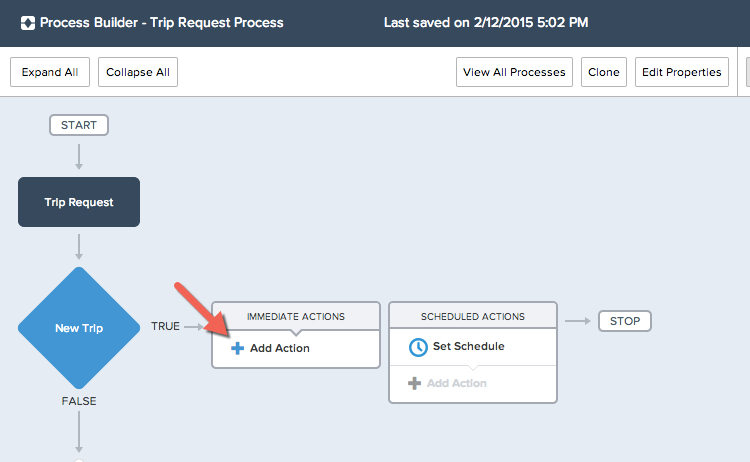 Process Builder - Trip Request Process
Last saved on 2/12/2015 5:02 PM
Expand All
Collapse All
View All Processes
Clone
Edit Properties
START
Trip Request
New Trip
TRUE
IMMEDIATE ACTIONS
Add Action
SCHEDULED ACTIONS
Set Schedule
Add Action
STOP
FALSE